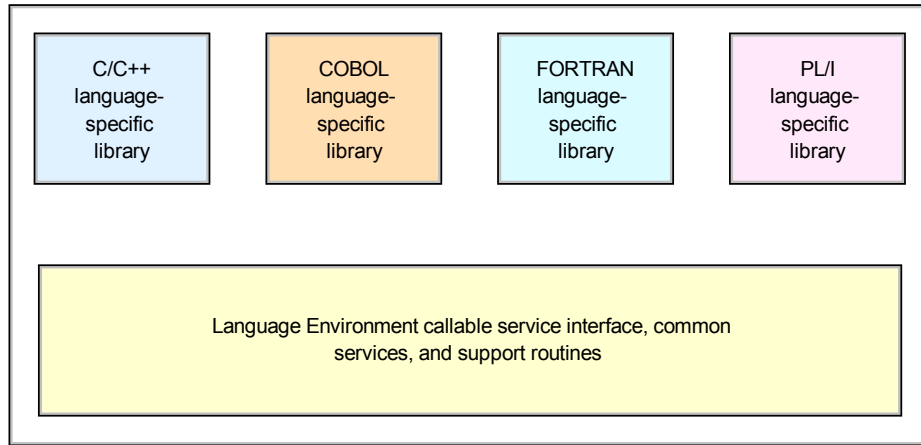 C/C++
language-
specific
library
COBOL
language-
specific
library
FORTRAN
language-
specific
library
PL/I
language-
specific
library
Language Environment callable service interface, common
services, and support routines